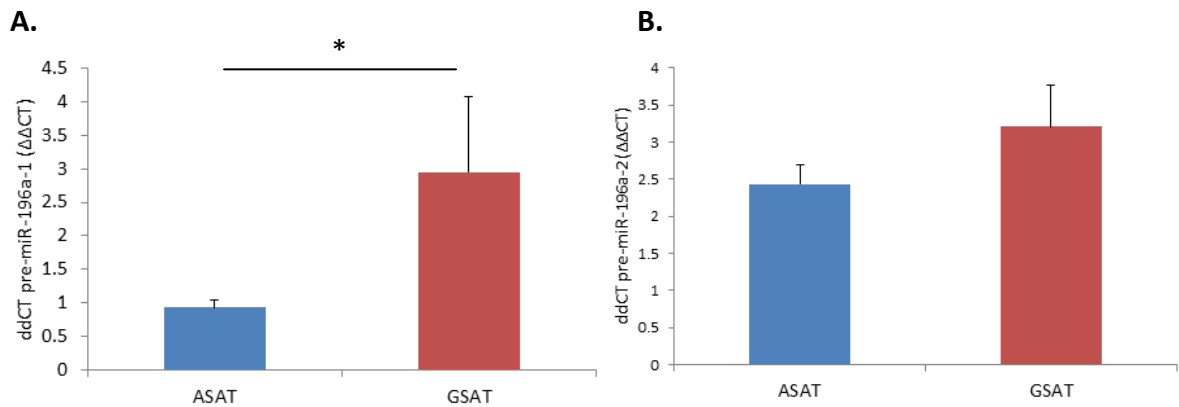 A.
*
ddCT pre-miR-196a-1 (ΔΔCT)
4.5
4
3.5
3
2.5
2
1.5
1
0.5
0
ASAT
GSAT
B.
ddCT pre-miR-196a-2 (ΔΔCT)
4
3.5
3
2.5
2
1.5
1
0.5
0
ASAT
GSAT